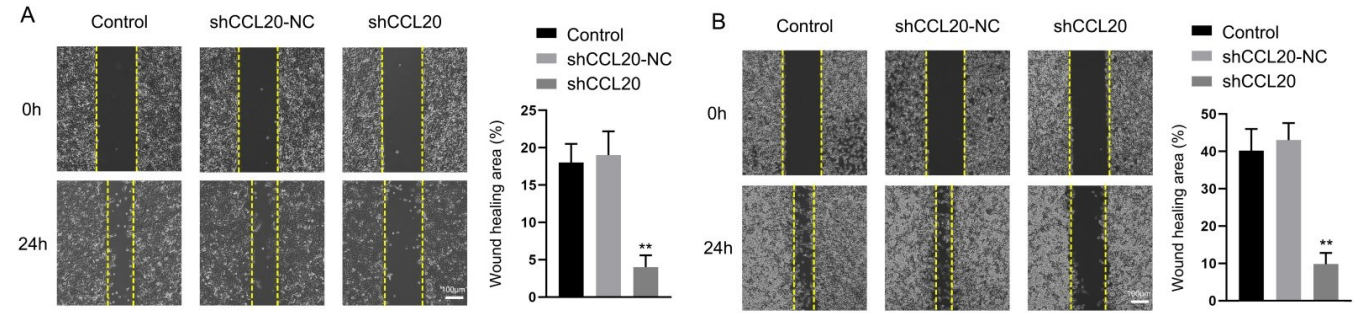 A
Control
shCCL20-NC
shCCL20
0h
24h
100μm
Control
shCCL20-NC
shCCL20
Wound healing area (%)
25
20
15
10
5
0
**
B
Control
shCCL20-NC
shCCL20
0h
24h
100μm
Control
shCCL20-NC
shCCL20
Wound healing area (%)
50
40
30
20
10
0
**